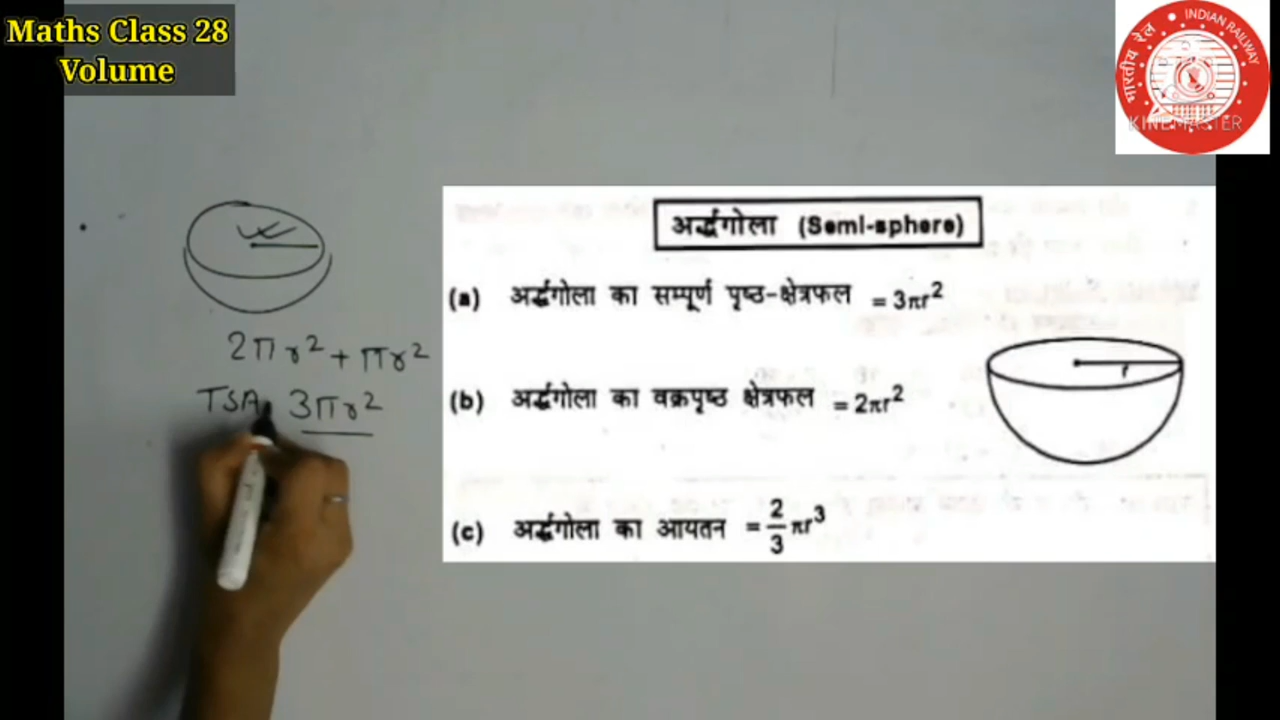 Maths Class 28
Volume
भारतीय रेल INDIAN RAILWAY
KINEMASTER
2πr² + πr²
TSA 3πr²
अर्द्धगोला (Semi-sphere)
(a) अर्द्धगोला का सम्पूर्ण पृष्ठ-क्षेत्रफल = 3πr²
(b) अर्द्धगोला का वक्रपृष्ठ क्षेत्रफल = 2πr²
r
(c) अर्द्धगोला का आयतन = 2/3 πr³